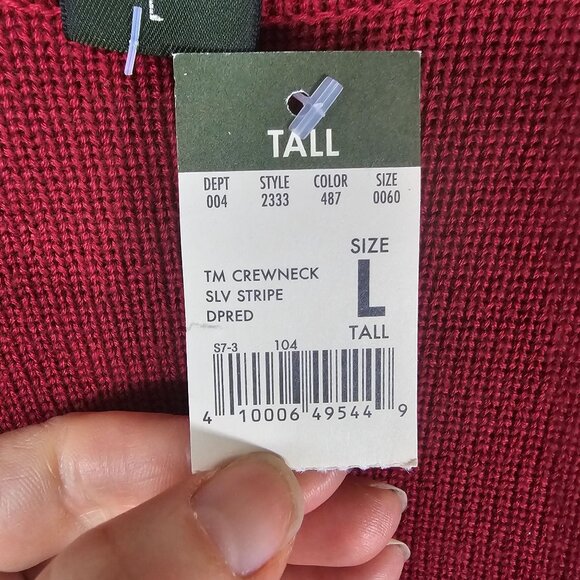 TALL
DEPT STYLE COLOR SIZE
004 2333 487 0060
SIZE
L
TALL
TM CREWNECK
SLV STRIPE
DPRED
S7-3 104
4 10006 49544 9